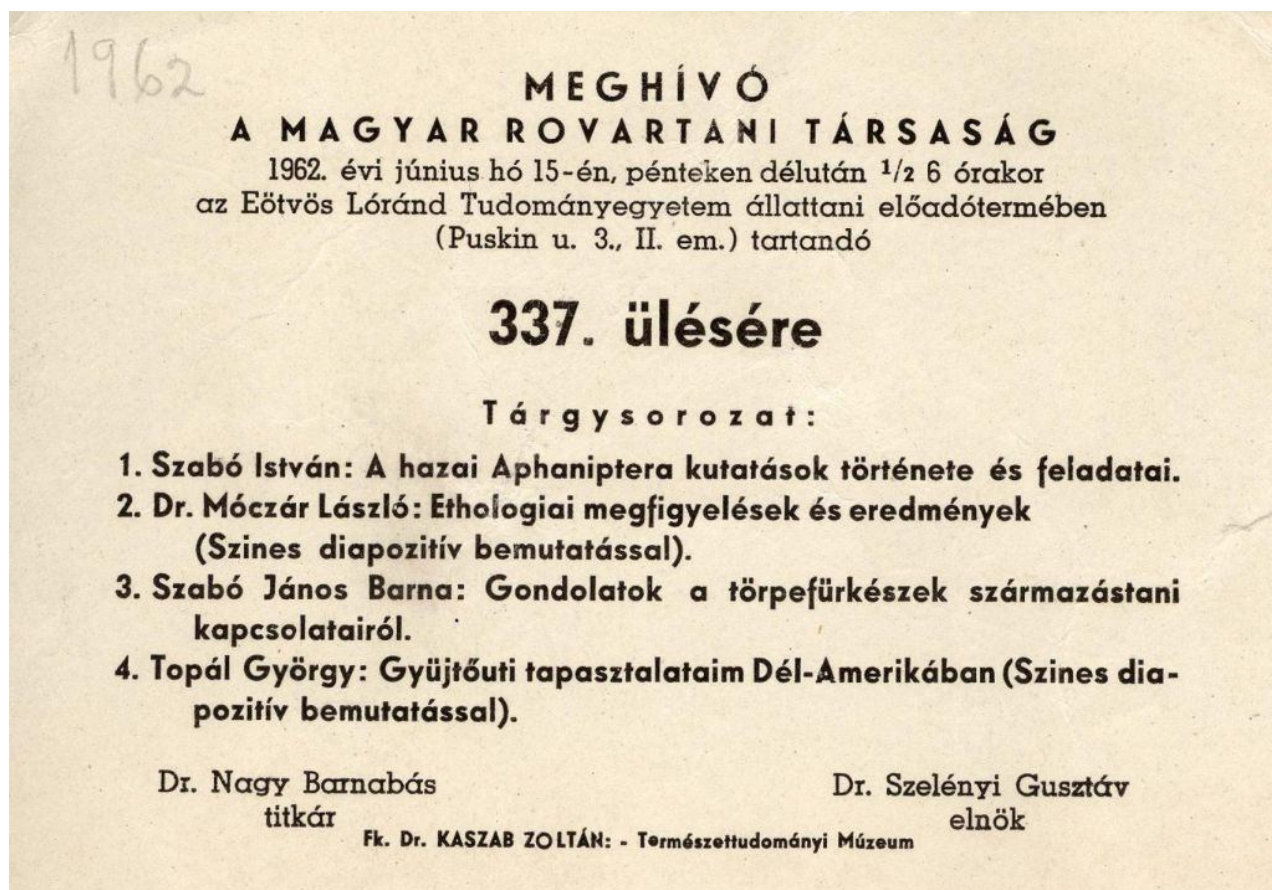 1962
MEGHÍVÓ
A MAGYAR ROVARTANI TÁRSASÁG
1962. évi június hó 15-én, pénteken délután 1/2 6 órakor
az Eötvös Lóránd Tudományegyetem állattani előadótermében
(Puskin u. 3., II. em.) tartandó
337. ülésére
Tárgysorozat:
1. Szabó István: A hazai Aphaniptera kutatások története és feladatai.
2. Dr. Móczár László: Ethologiai megfigyelések és eredmények
(Szines diapozitív bemutatással).
3. Szabó János Barna: Gondolatok a törpefürkészek származástani
kapcsolatairól.
4. Topál György: Gyüjtőuti tapasztalataim Dél-Amerikában (Szines dia-
pozitív bemutatással).
Dr. Nagy Barnabás
titkár
Dr. Szelényi Gusztáv
elnök
Fk. Dr. KASZAB ZOLTÁN: - Természettudományi Múzeum